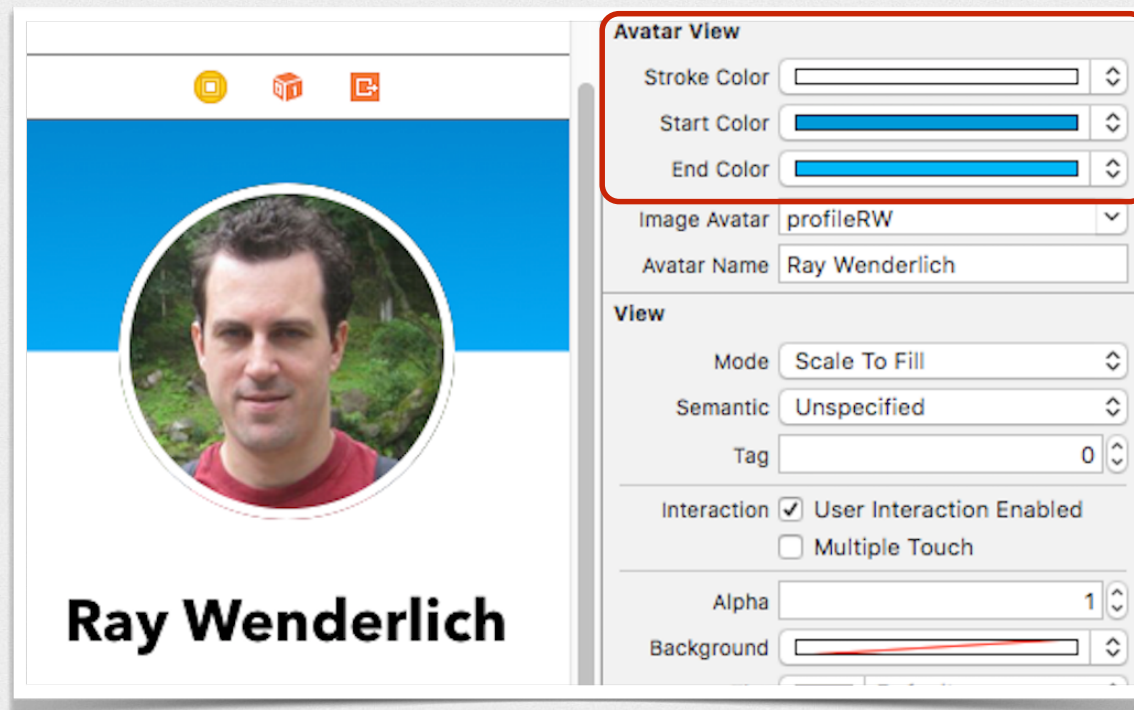 Ray Wenderlich
Avatar View
Stroke Color
Start Color
End Color
Image Avatar profileRW
Avatar Name Ray Wenderlich
View
Mode Scale To Fill
Semantic Unspecified
Tag 0
Interaction User Interaction Enabled
Multiple Touch
Alpha 1
Background